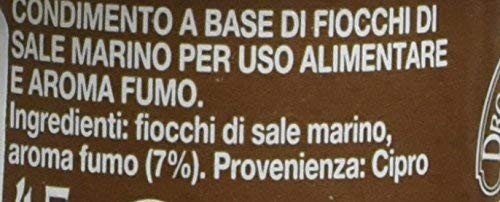 CONDIMENTO A BASE DI FIOCCHI DI
SALE MARINO PER USO ALIMENTARE
E AROMA FUMO.
Ingredienti: fiocchi di sale marino,
aroma fumo (7%). Provenienza: Cipro